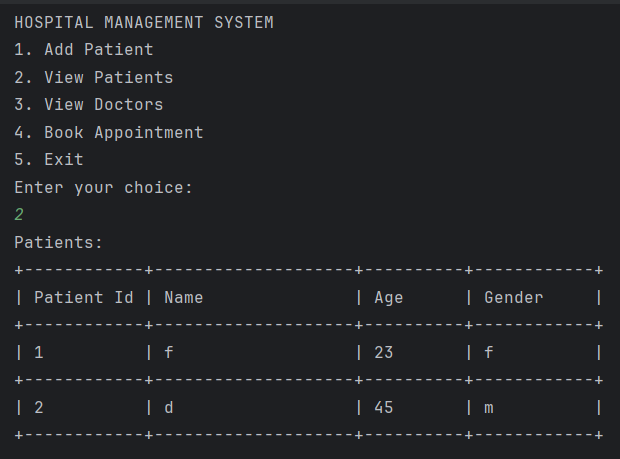 HOSPITAL MANAGEMENT SYSTEM
1. Add Patient
2. View Patients
3. View Doctors
4. Book Appointment
5. Exit
Enter your choice:
2
Patients:
+------------+--------------------+----------+------------+
| Patient Id | Name               | Age      | Gender     |
+------------+--------------------+----------+------------+
| 1          | f                  | 23       | f          |
+------------+--------------------+----------+------------+
| 2          | d                  | 45       | m          |
+------------+--------------------+----------+------------+